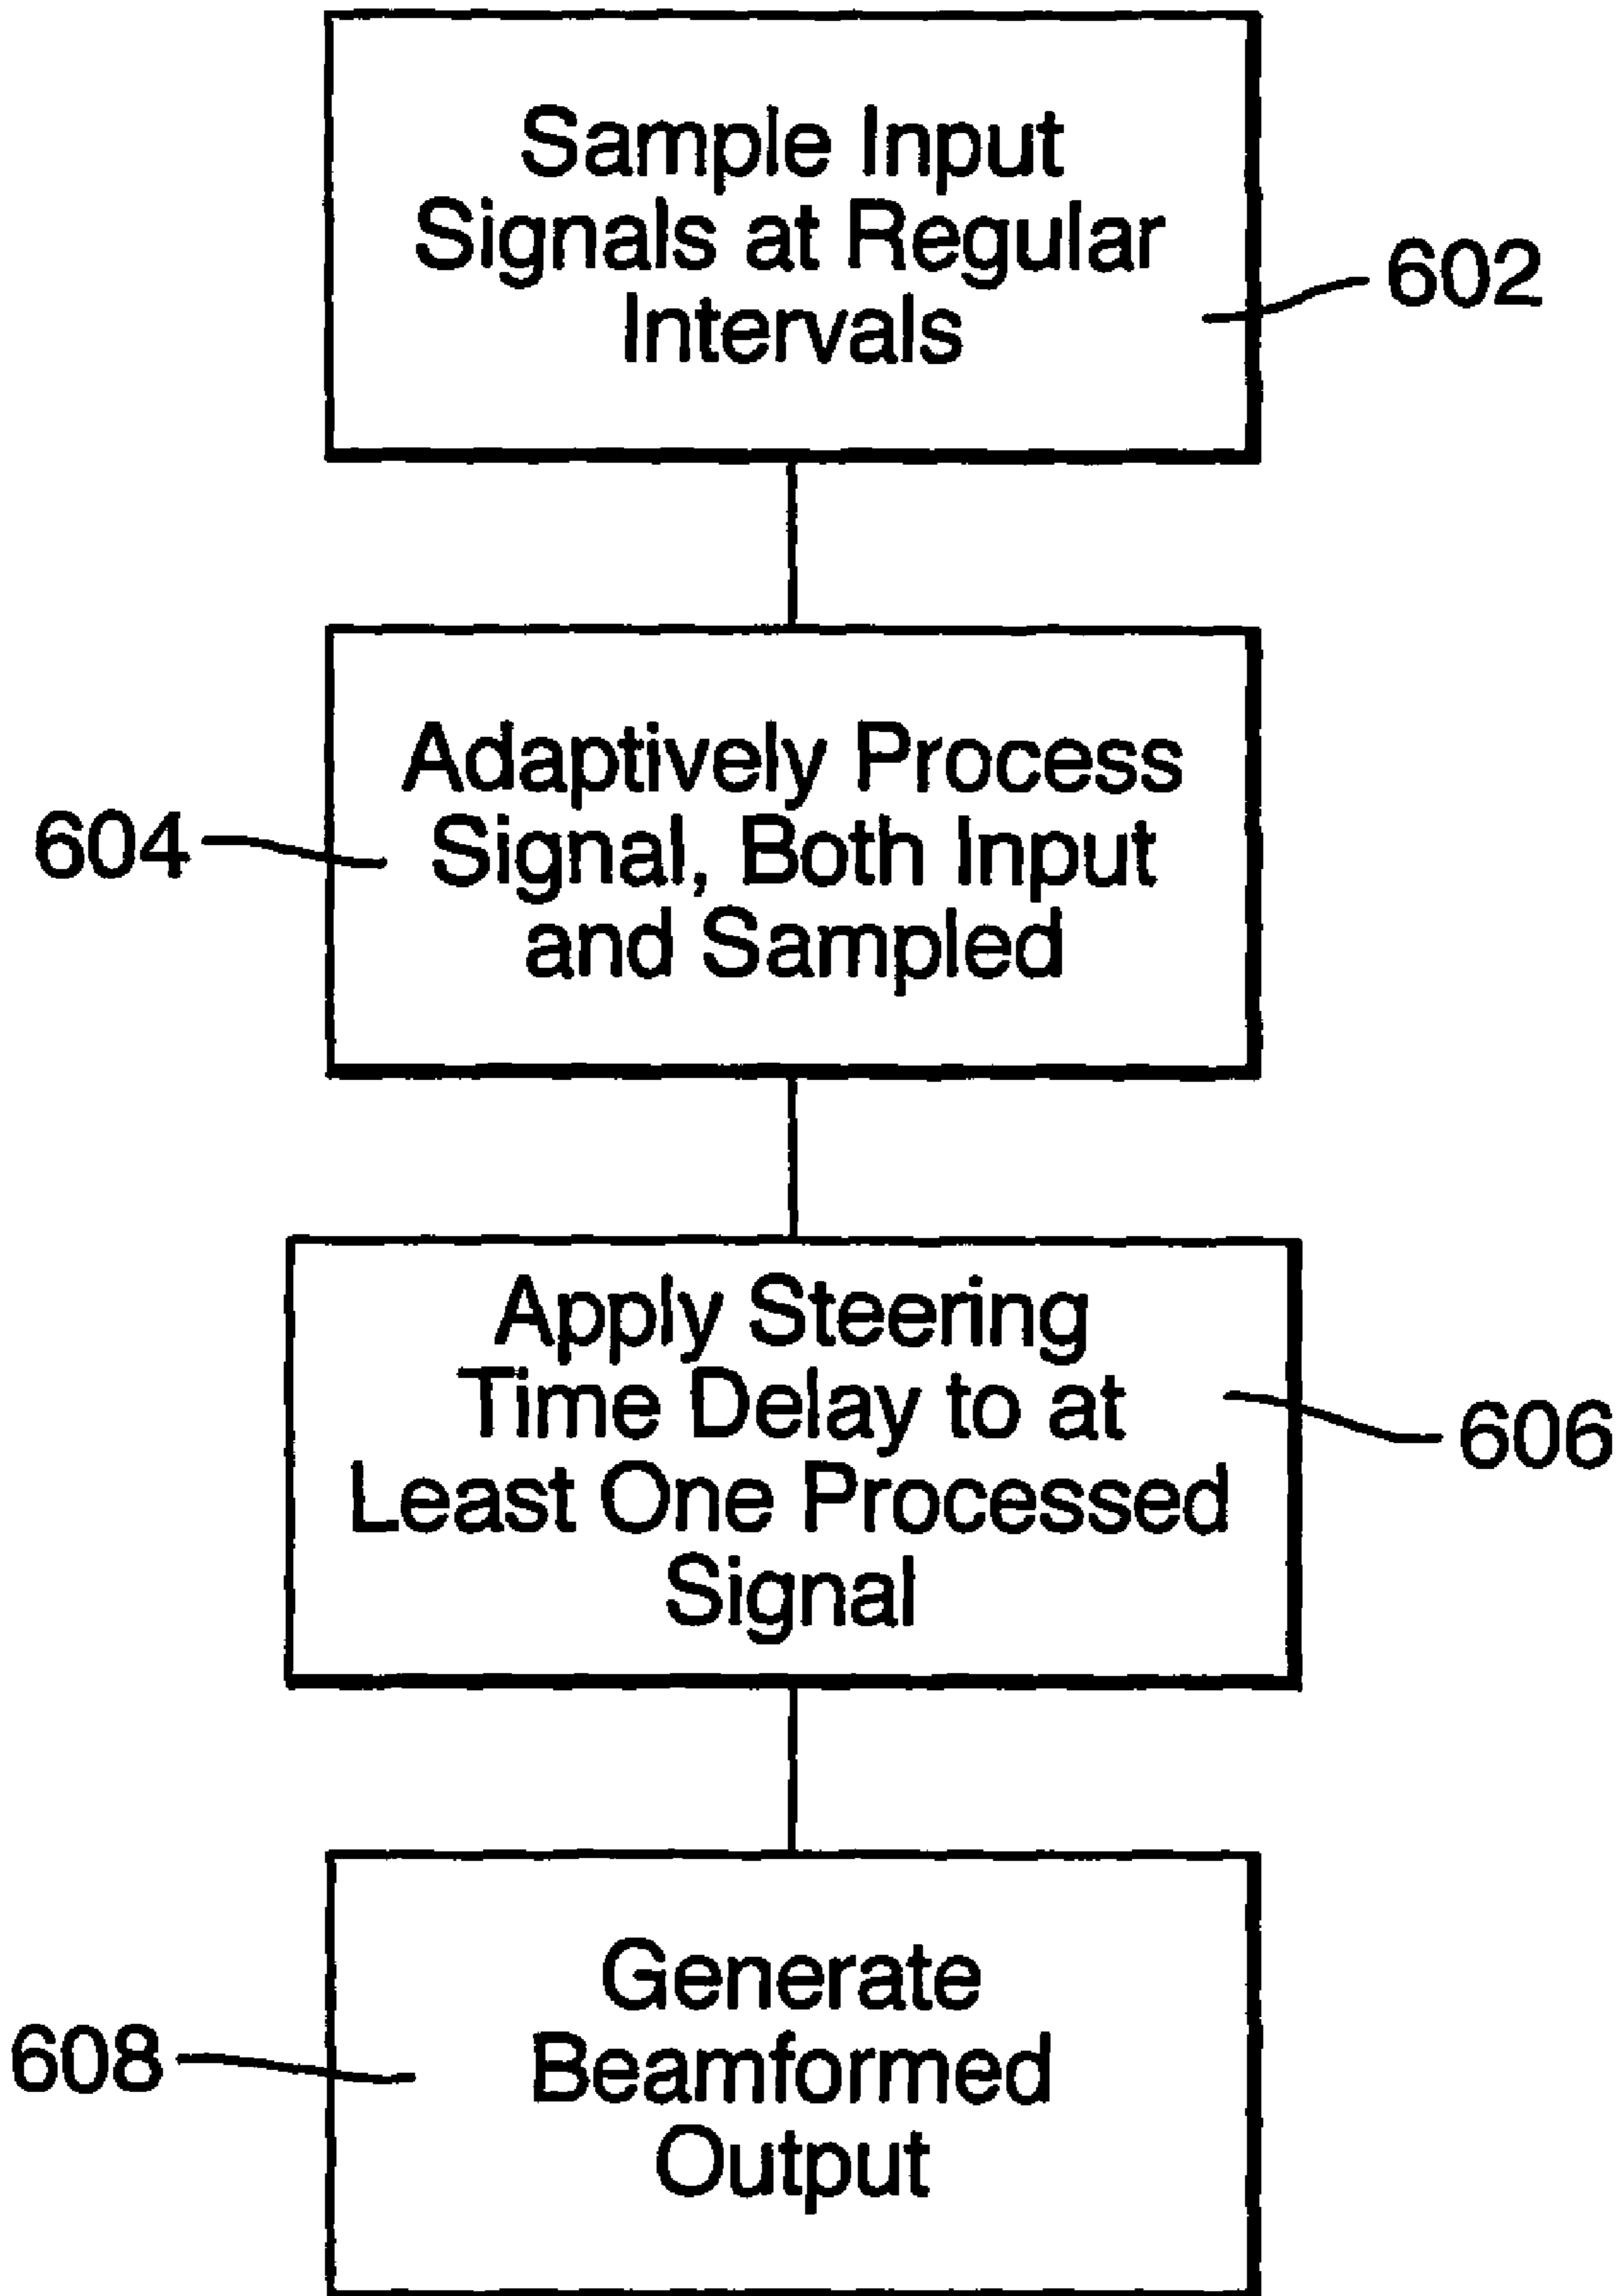 Sample Input
Signals at Regular
Intervals
602
Adaptively Process
Signal, Both Input
and Sampled
604
Apply Steering
Time Delay to at
Least One Processed
Signal
606
Generate
Beamformed
Output
608